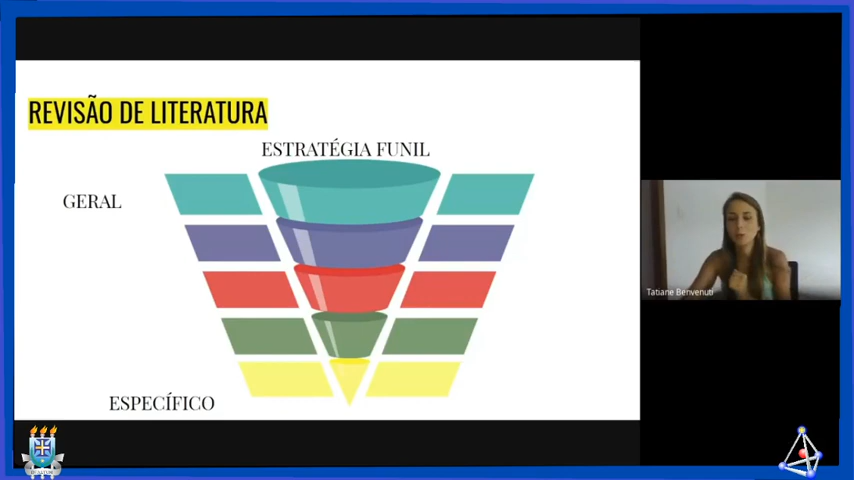 REVISÃO DE LITERATURA
ESTRATÉGIA FUNIL
GERAL
Tatiane Benvenuti
ESPECÍFICO